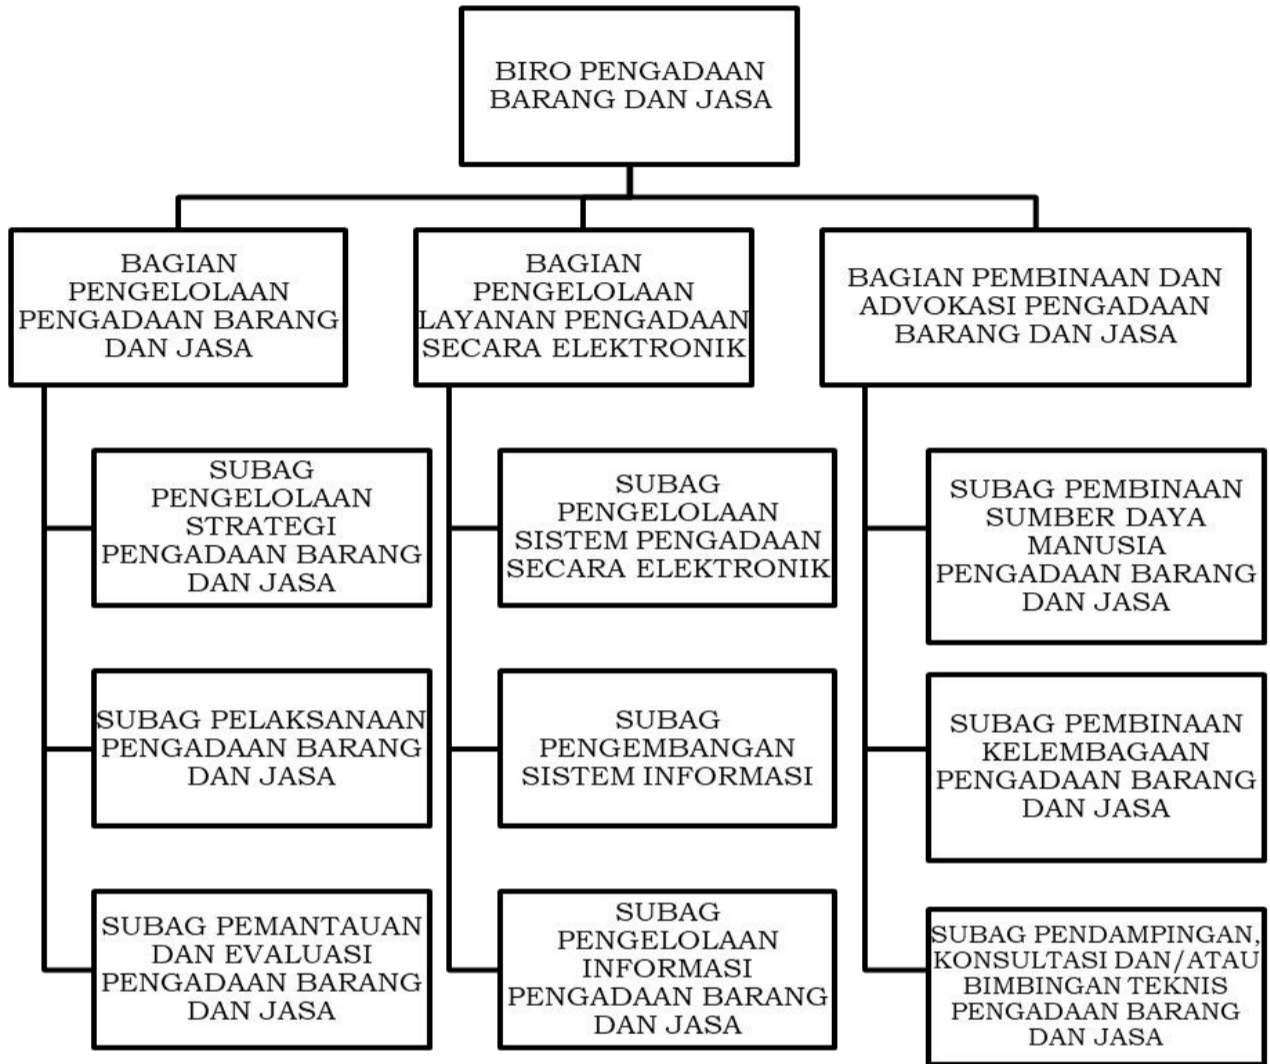 BIRO PENGADAAN
BARANG DAN JASA
BAGIAN
PENGELOLAAN
PENGADAAN BARANG
DAN JASA
BAGIAN
PENGELOLAAN
LAYANAN PENGADAAN
SECARA ELEKTRONIK
BAGIAN PEMBINAAN DAN
ADVOKASI PENGADAAN
BARANG DAN JASA
SUBAG
PENGELOLAAN
STRATEGI
PENGADAAN BARANG
DAN JASA
SUBAG
PENGELOLAAN
SISTEM PENGADAAN
SECARA ELEKTRONIK
SUBAG PEMBINAAN
SUMBER DAYA
MANUSIA
PENGADAAN BARANG
DAN JASA
SUBAG PELAKSANAAN
PENGADAAN BARANG
DAN JASA
SUBAG
PENGEMBANGAN
SISTEM INFORMASI
SUBAG PEMBINAAN
KELEMBAGAAN
PENGADAAN BARANG
DAN JASA
SUBAG PEMANTAUAN
DAN EVALUASI
PENGADAAN BARANG
DAN JASA
SUBAG
PENGELOLAAN
INFORMASI
PENGADAAN BARANG
DAN JASA
SUBAG PENDAMPINGAN,
KONSULTASI DAN/ATAU
BIMBINGAN TEKNIS
PENGADAAN BARANG
DAN JASA